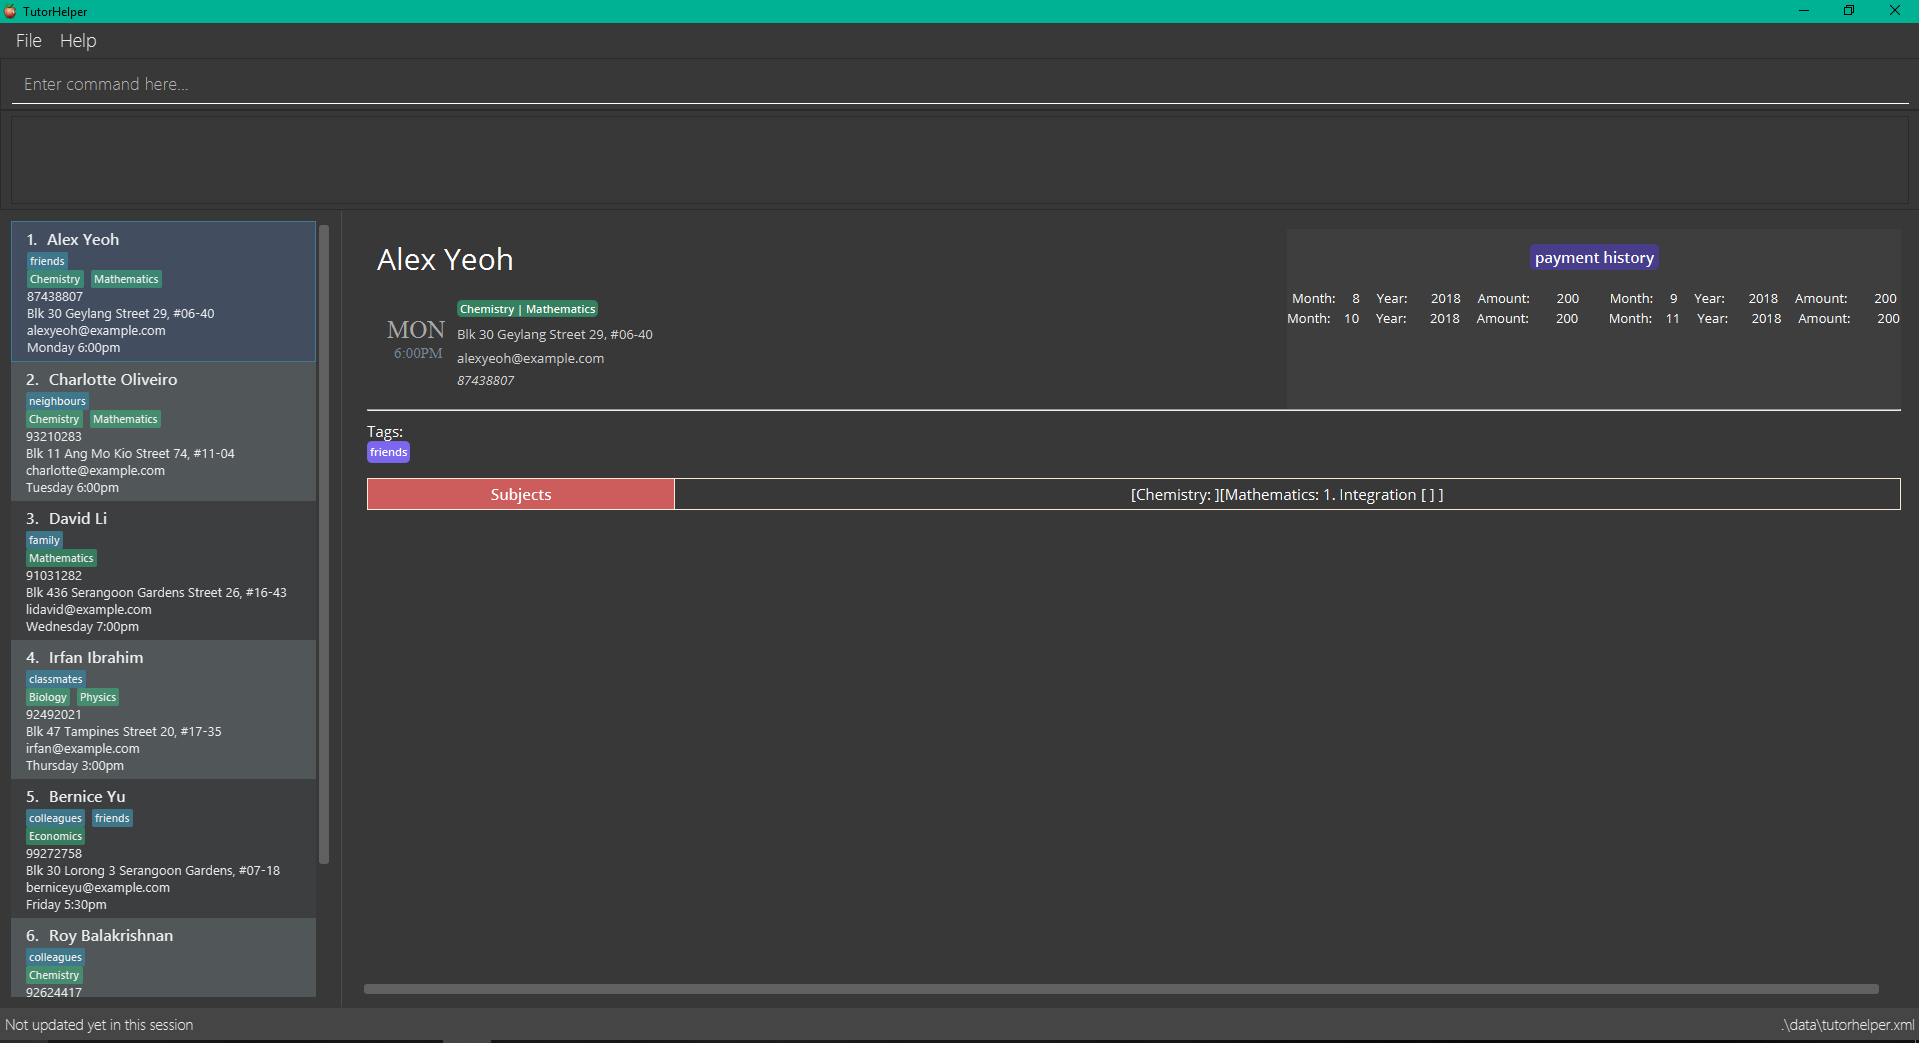 TutorHelper
File Help
Enter command here...
1. Alex Yeoh
friends
Chemistry Mathematics
87438807
Blk 30 Geylang Street 29, #06-40
alexyeoh@example.com
Monday 6:00pm
2. Charlotte Oliveiro
neighbours
Chemistry Mathematics
93210283
Blk 11 Ang Mo Kio Street 74, #11-04
charlotte@example.com
Tuesday 6:00pm
3. David Li
family
Mathematics
91031282
Blk 436 Serangoon Gardens Street 26, #16-43
lidavid@example.com
Wednesday 7:00pm
4. Irfan Ibrahim
classmates
Biology Physics
92492021
Blk 47 Tampines Street 20, #17-35
irfan@example.com
Thursday 3:00pm
5. Bernice Yu
colleagues friends
Economics
99272758
Blk 30 Lorong 3 Serangoon Gardens, #07-18
berniceyu@example.com
Friday 5:30pm
6. Roy Balakrishnan
colleagues
Chemistry
92624417
Alex Yeoh
MON
6:00PM
Chemistry | Mathematics
Blk 30 Geylang Street 29, #06-40
alexyeoh@example.com
87438807
payment history
Month: 8 Year: 2018 Amount: 200 Month: 9 Year: 2018 Amount: 200
Month: 10 Year: 2018 Amount: 200 Month: 11 Year: 2018 Amount: 200
Tags:
friends
Subjects [Chemistry: ][Mathematics: 1. Integration [ ] ]
Not updated yet in this session
.\data\tutorhelper.xml